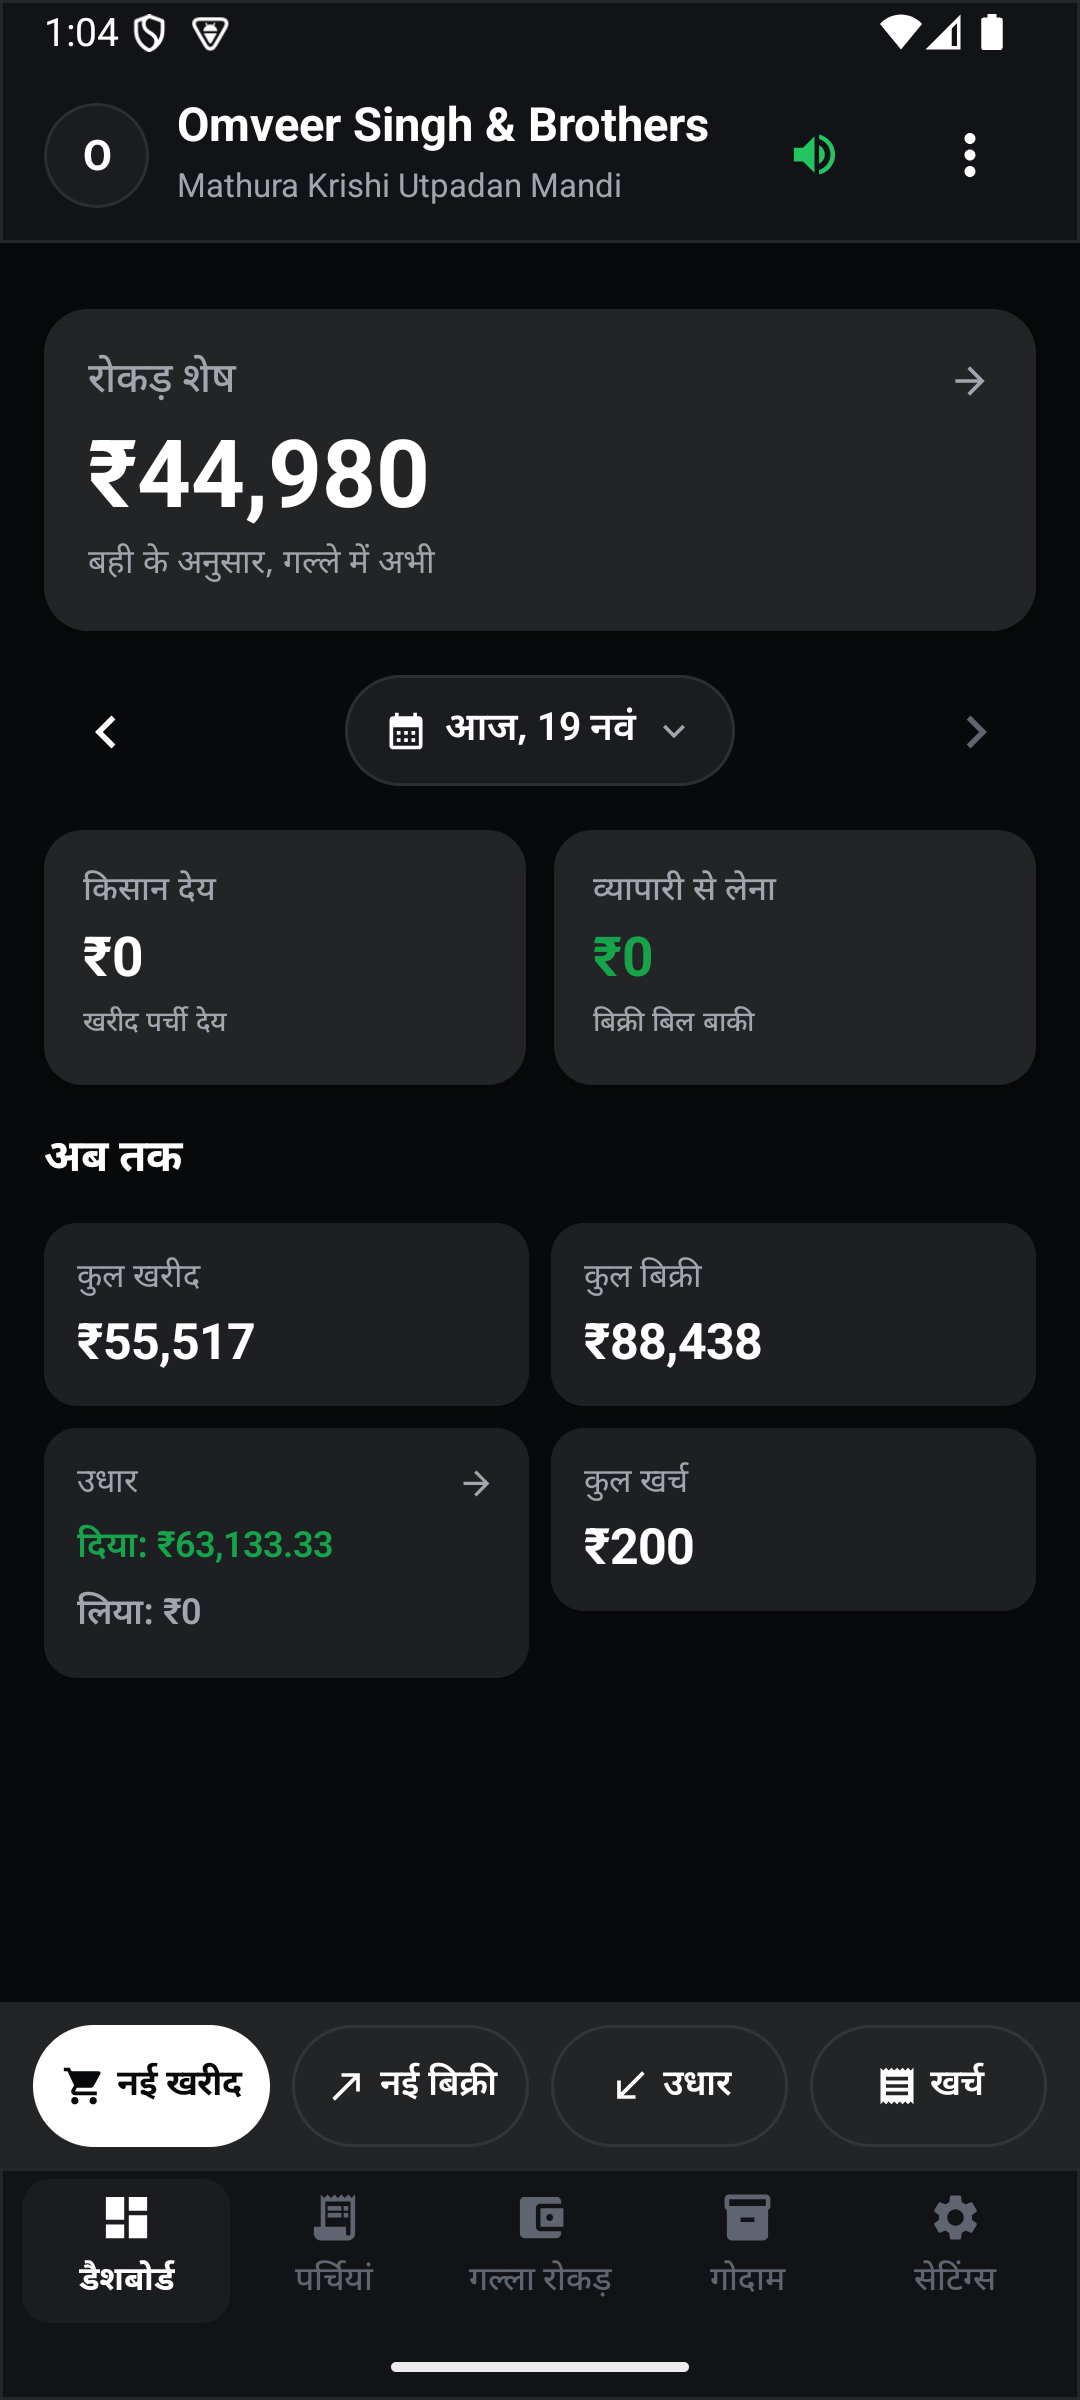 1:04
O
Omveer Singh & Brothers
Mathura Krishi Utpadan Mandi
रोकड़ शेष
₹44,980
बही के अनुसार, गल्ले में अभी
आज, 19 नवं
किसान देय
₹0
खरीद पर्ची देय
व्यापारी से लेना
₹0
बिक्री बिल बाकी
अब तक
कुल खरीद
₹55,517
कुल बिक्री
₹88,438
उधार
दिया: ₹63,133.33
लिया: ₹0
कुल खर्च
₹200
नई खरीद
नई बिक्री
उधार
खर्च
डैशबोर्ड
पर्चियां
गल्ला रोकड़
गोदाम
सेटिंग्स